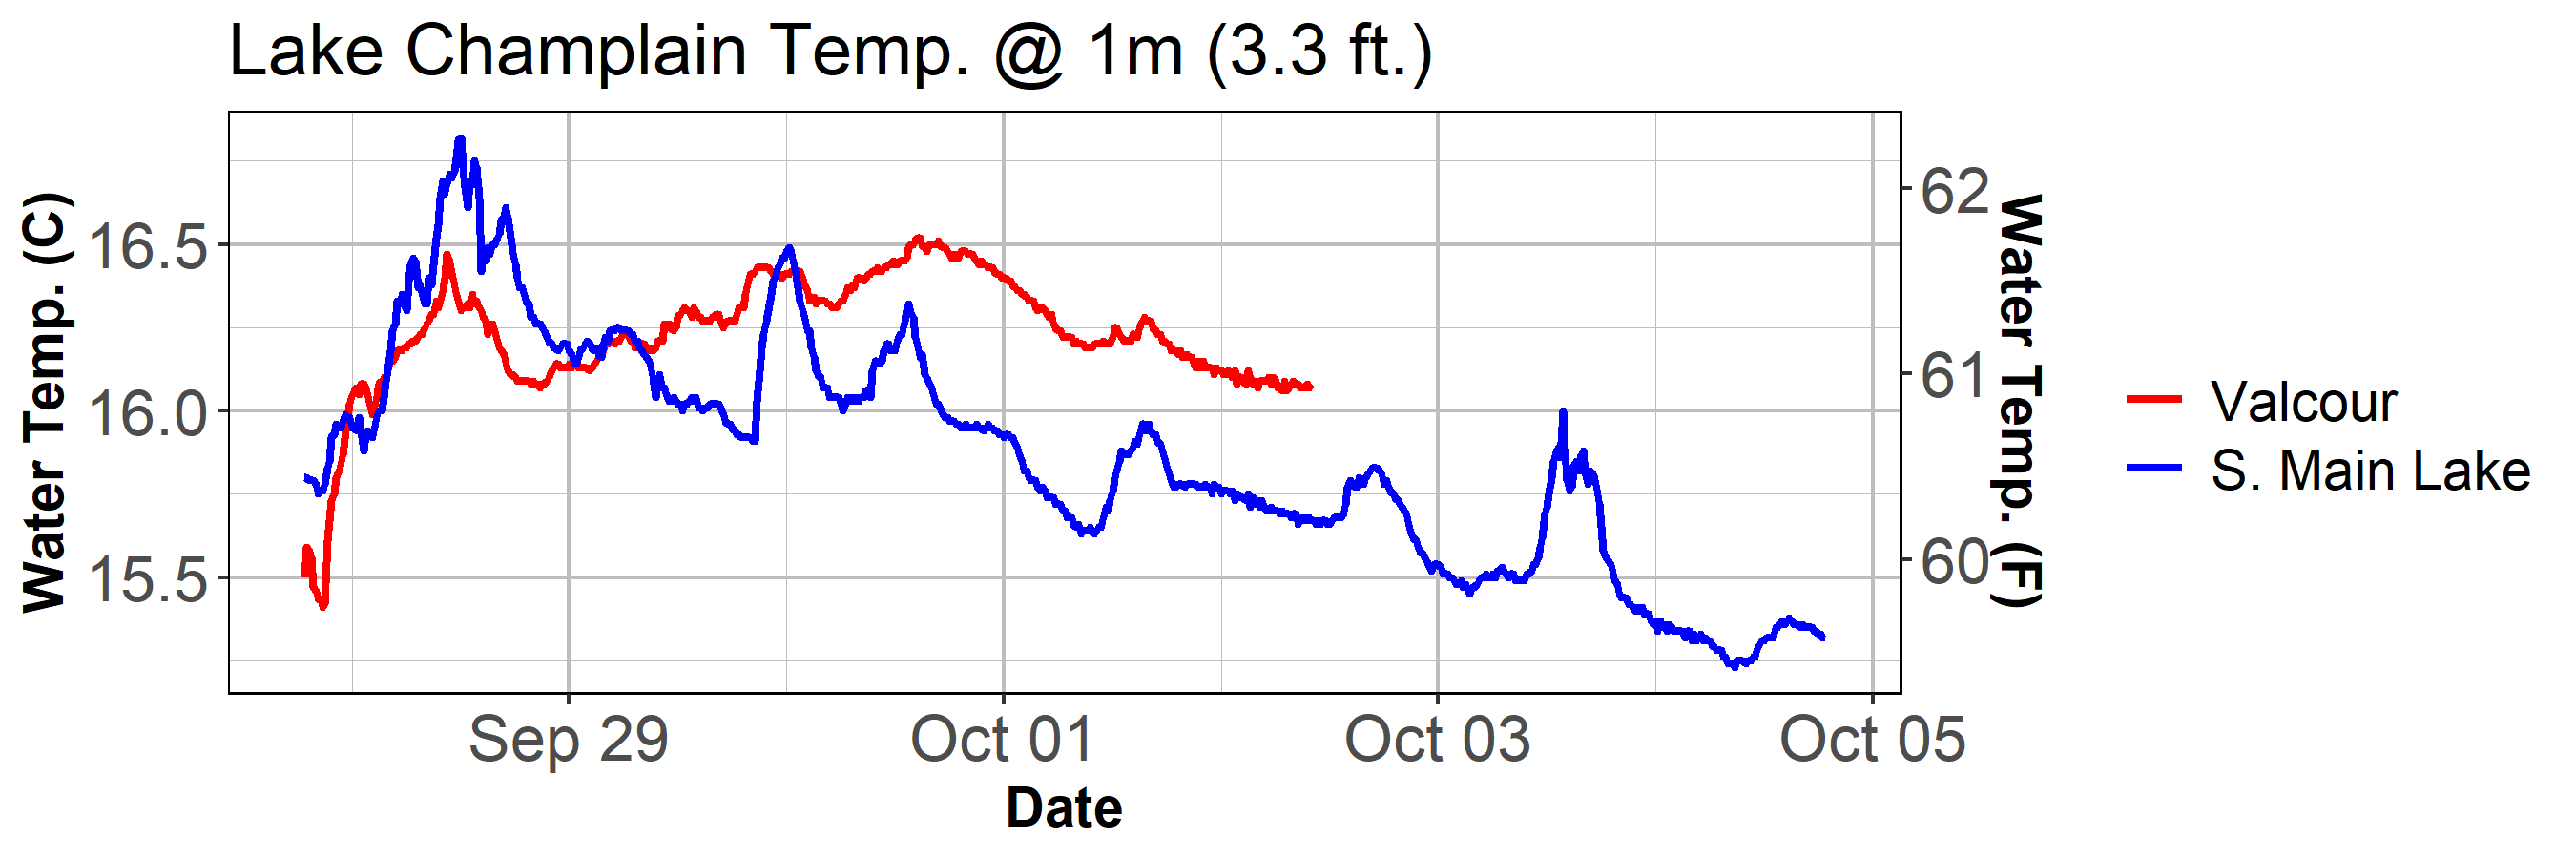 Lake Champlain Temp. @ 1m (3.3 ft.)
Water Temp. (C)
16.5
16.0
15.5
62
61
60
Water Temp. (F)
Sep 29
Oct 01
Oct 03
Oct 05
Date
Valcour
S. Main Lake